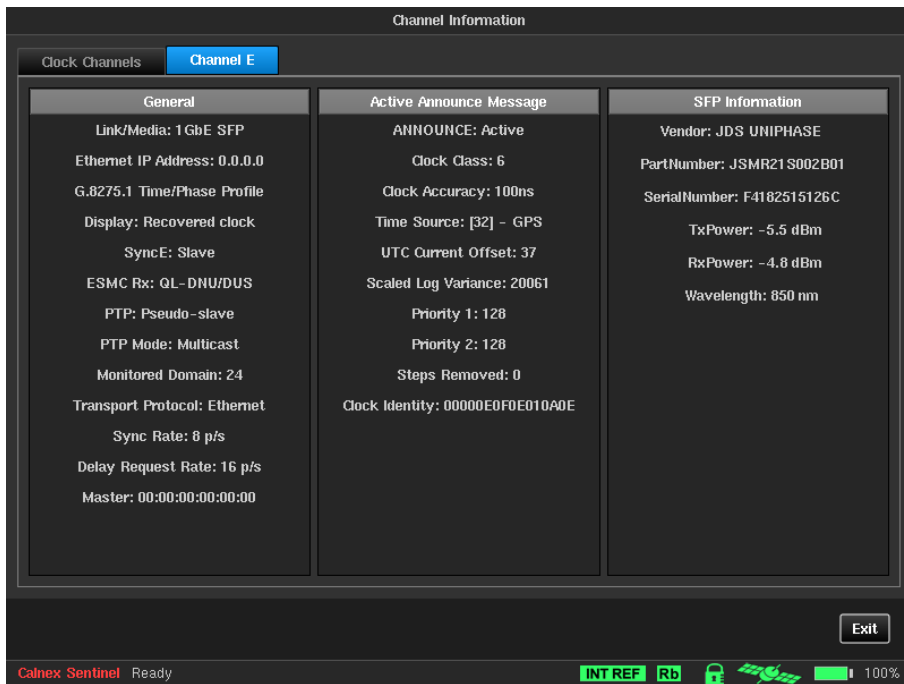 Channel Information
Clock Channels
Channel E
General
Link/Media: 1GbE SFP
Ethernet IP Address: 0.0.0.0
G.8275.1 Time/Phase Profile
Display: Recovered clock
SyncE: Slave
ESMC Rx: QL-DNU/DUS
PTP: Pseudo-slave
PTP Mode: Multicast
Monitored Domain: 24
Transport Protocol: Ethernet
Sync Rate: 8 p/s
Delay Request Rate: 16 p/s
Master: 00:00:00:00:00:00
Active Announce Message
ANNOUNCE: Active
Clock Class: 6
Clock Accuracy: 100ns
Time Source: [32] - GPS
UTC Current Offset: 37
Scaled Log Variance: 20061
Priority 1: 128
Priority 2: 128
Steps Removed: 0
Clock Identity: 00000E0F0E010A0E
SFP Information
Vendor: JDS UNIPHASE
PartNumber: JSMR21S002B01
SerialNumber: F4182515126C
TxPower: -5.5 dBm
RxPower: -4.8 dBm
Wavelength: 850 nm
Exit
Calnex Sentinel Ready
INT REF Rb 100%